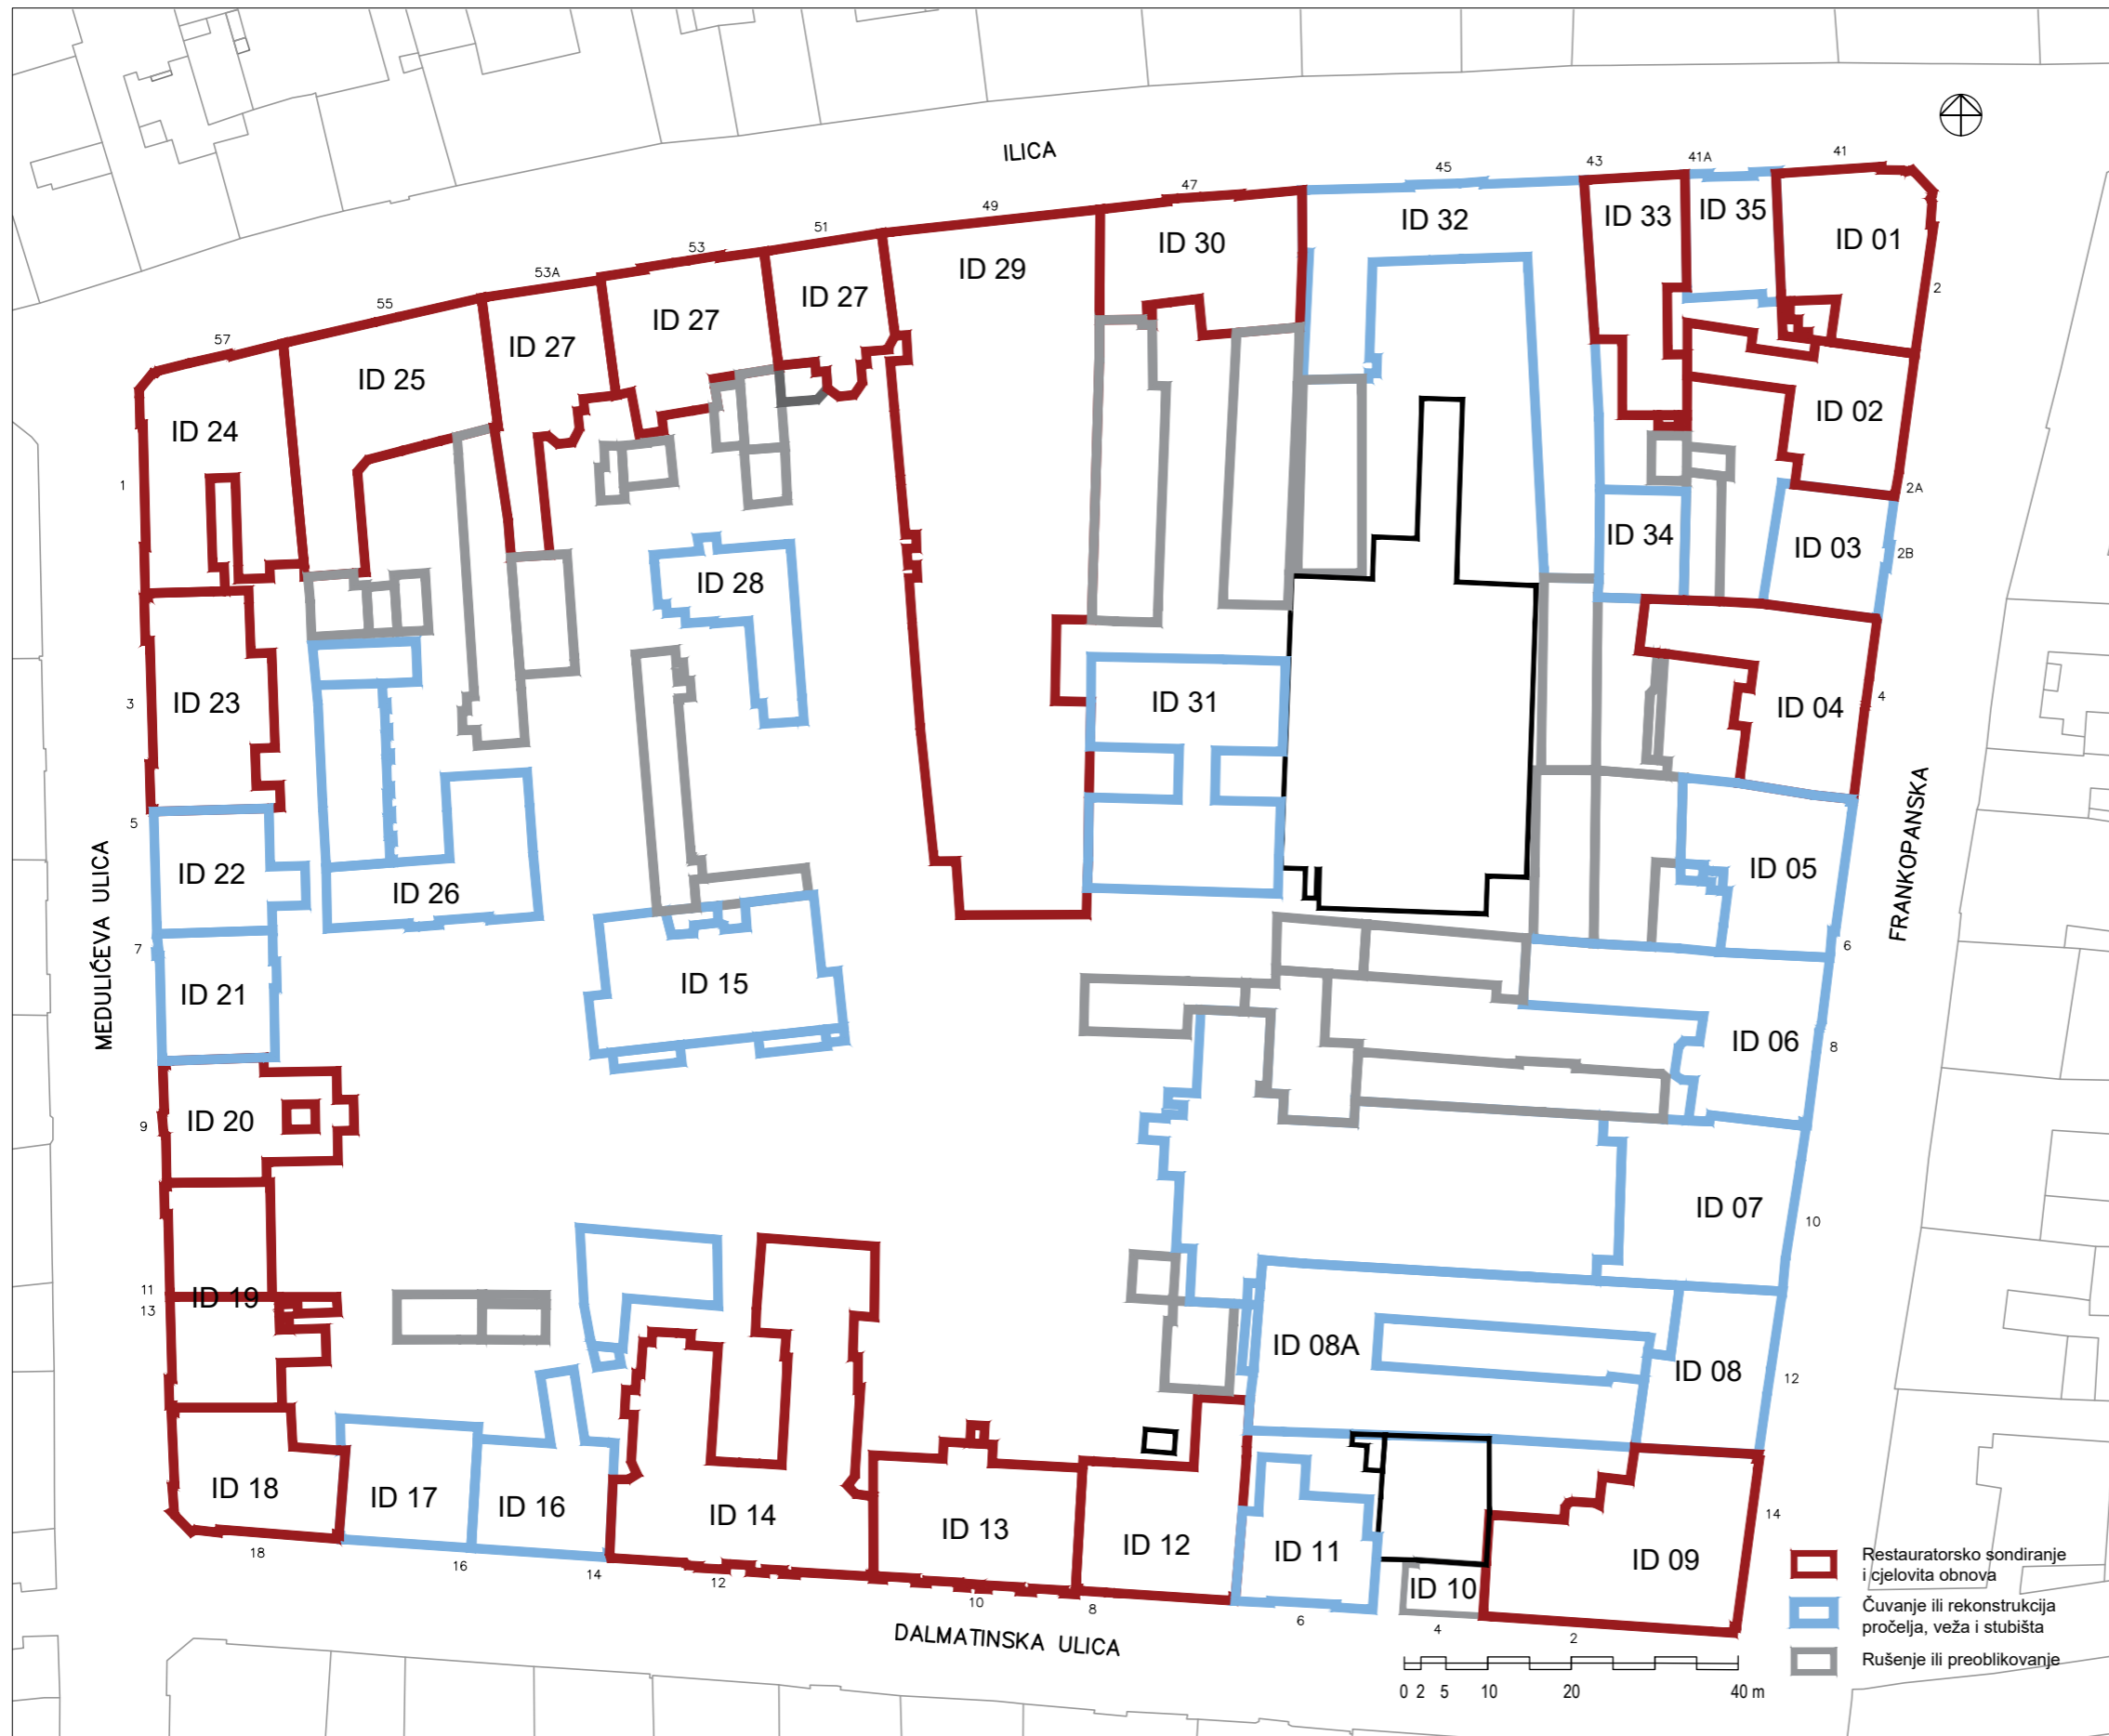 ILICA
41
41A
43
45
47
49
51
53
53A
55
57
ID 33
ID 35
ID 01
ID 32
ID 30
ID 29
ID 27
ID 27
ID 27
ID 25
ID 24
ID 02
2
2A
2B
1
ID 34
ID 03
ID 28
ID 31
ID 23
3
ID 04
4
5
ID 22
ID 26
ID 05
FRANKOPANSKA
MEDULIĆEVA ULICA
7
ID 21
ID 15
6
ID 06
8
ID 20
9
ID 07
10
11
13
ID 19
ID 08A
ID 08
12
ID 18
ID 17
ID 16
ID 14
ID 13
ID 12
ID 11
ID 10
ID 09
14
18
16
14
12
10
8
6
4
2
DALMATINSKA ULICA
Restauratorsko sondiranje
i cjelovita obnova
Čuvanje ili rekonstrukcija
pročelja, veža i stubišta
Rušenje ili preoblikovanje
0 2 5 10 20 40 m